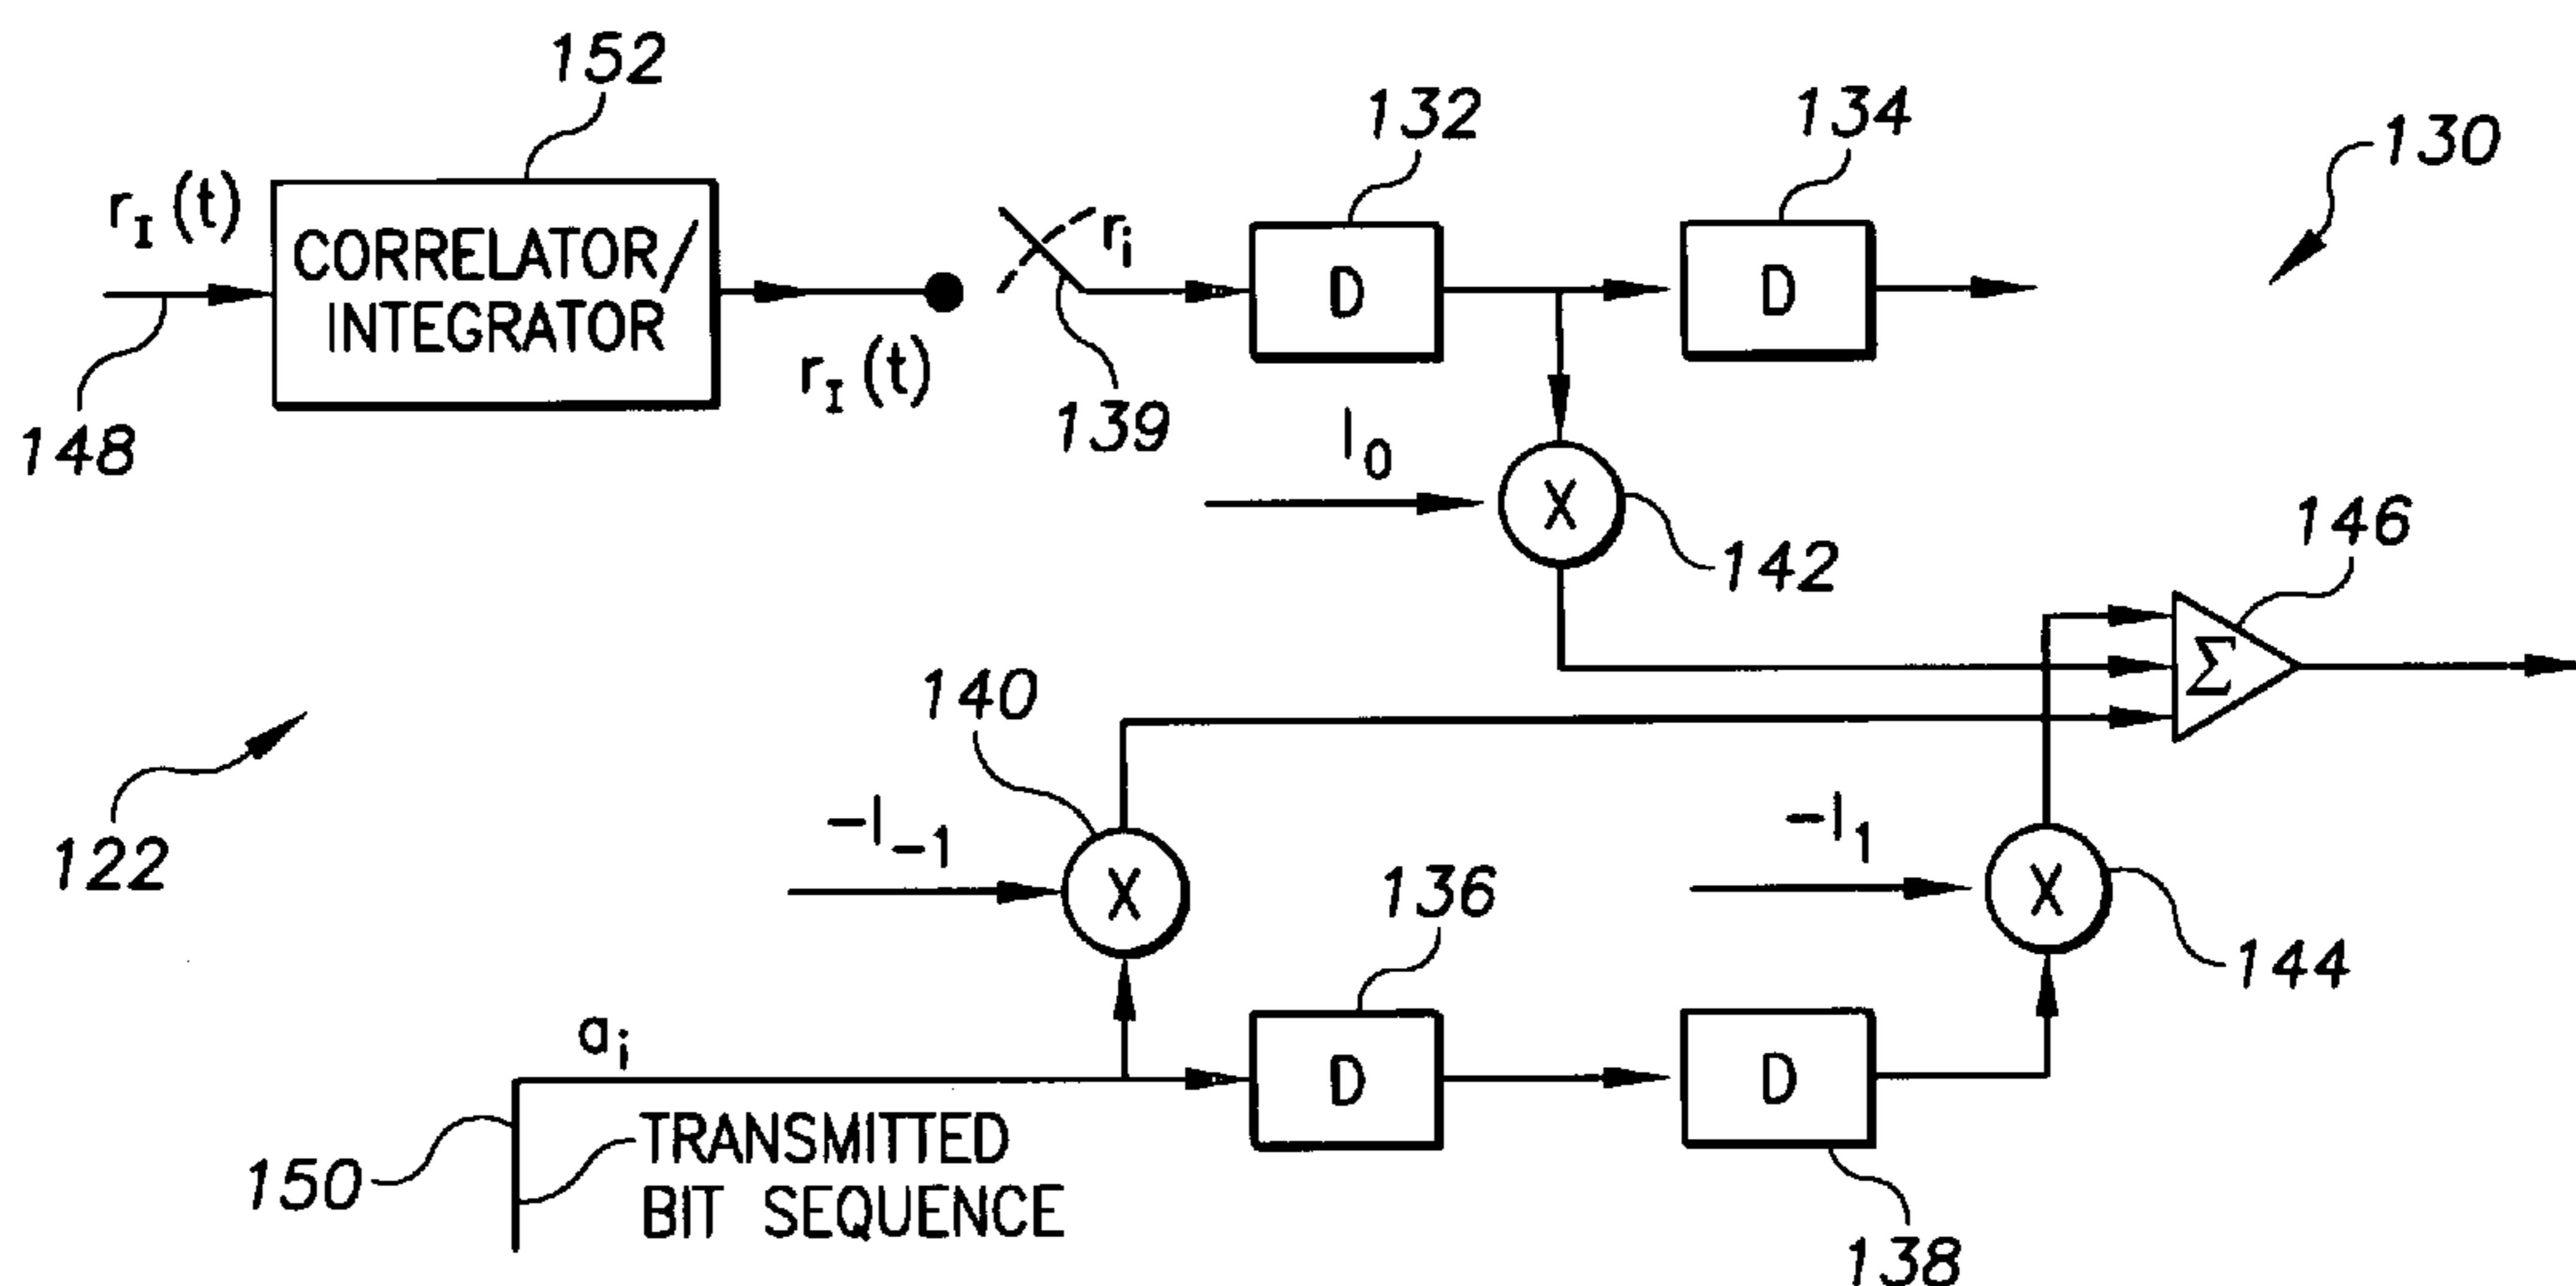 152
132
134
130
r_I (t)
CORRELATOR/
INTEGRATOR
r_i
D
D
r_I (t)
139
148
I_0
X
142
146
Σ
140
122
-I_-1
X
136
-I_1
X
144
a_i
D
D
150
TRANSMITTED
BIT SEQUENCE
138